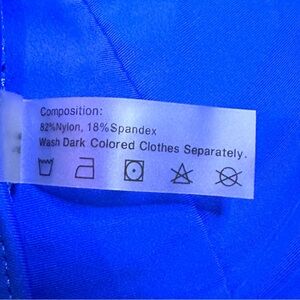 Composition:
82%Nylon, 18%Spandex
Wash Dark Colored Clothes Separately.